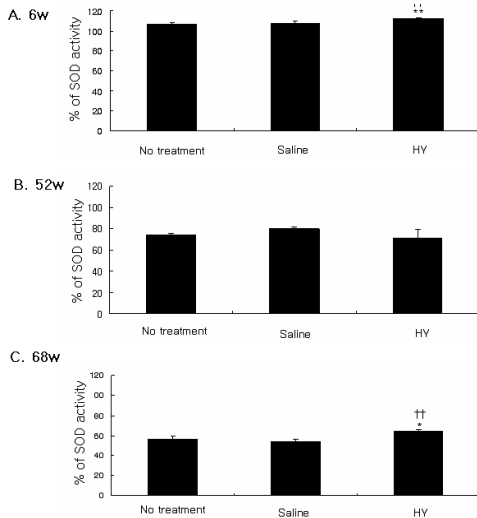 A. 6w
% of SOD activity
120
100
80
60
40
20
0
**
No treatment Saline HY
B. 52w
% of SOD activity
120
100
80
60
40
20
0
No treatment Saline HY
C. 68w
% of SOD activity
120
100
80
60
40
20
0
††
*
No treatment Saline HY